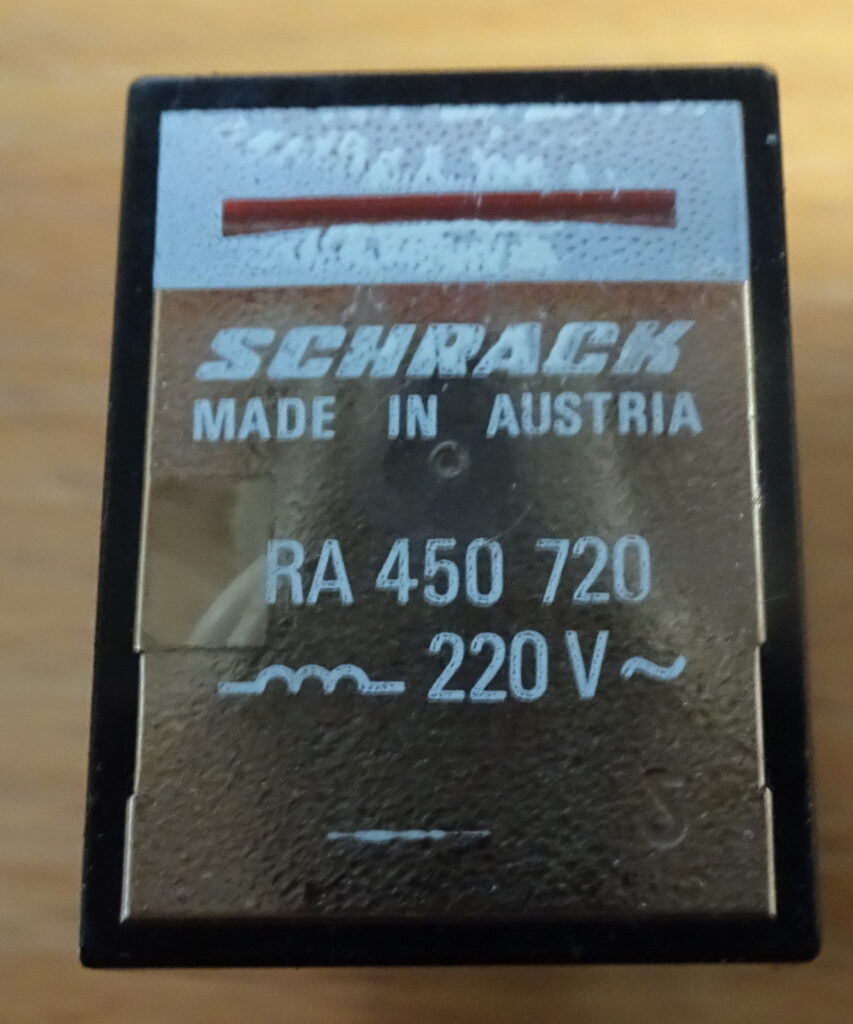 SCHRACK
MADE IN AUSTRIA
RA 450 720
220 V ~